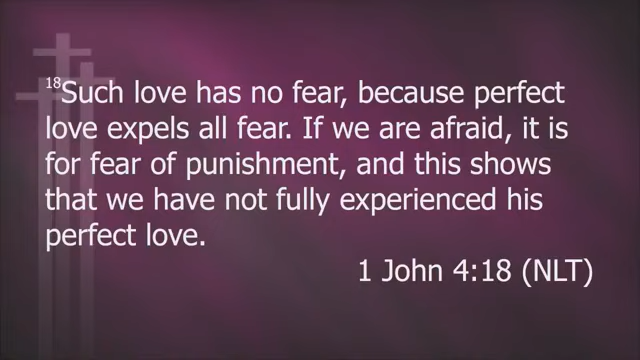 18Such love has no fear, because perfect
love expels all fear. If we are afraid, it is
for fear of punishment, and this shows
that we have not fully experienced his
perfect love.
1 John 4:18 (NLT)